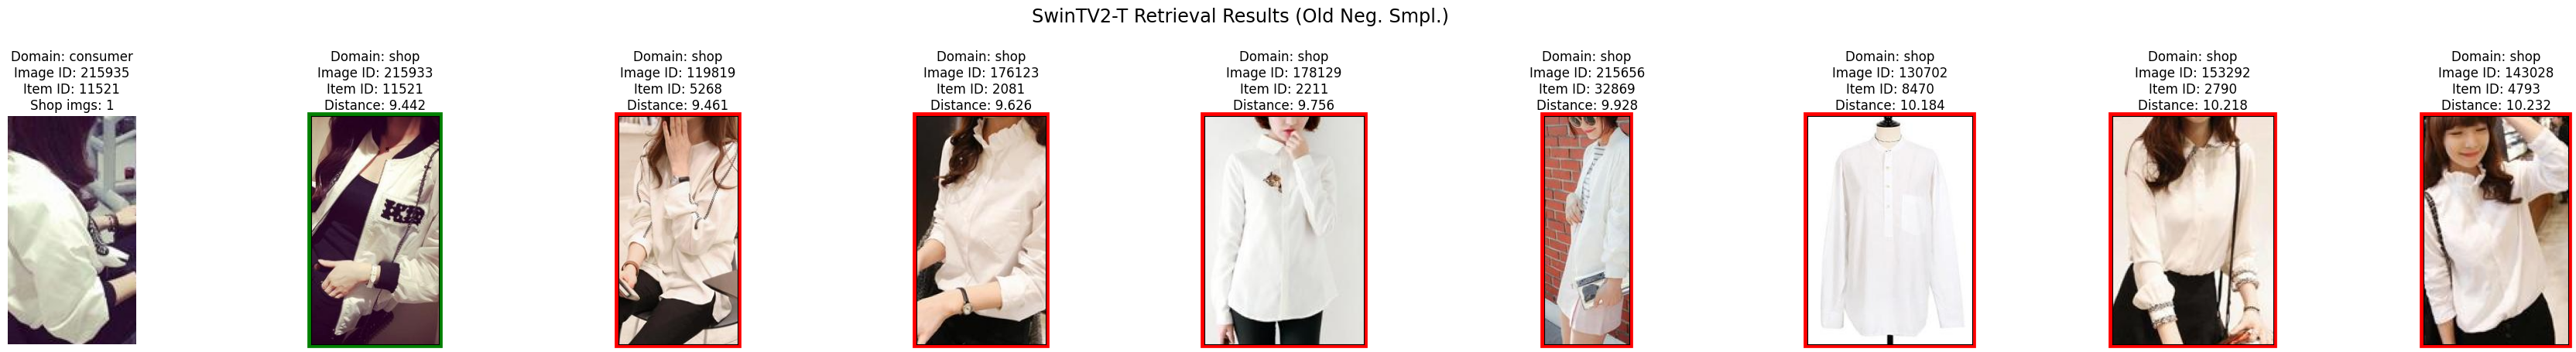 SwinTV2-T Retrieval Results (Old Neg. Smpl.)
Domain: consumer
Image ID: 215935
Item ID: 11521
Shop imgs: 1
Domain: shop
Image ID: 215933
Item ID: 11521
Distance: 9.442
Domain: shop
Image ID: 119819
Item ID: 5268
Distance: 9.461
Domain: shop
Image ID: 176123
Item ID: 2081
Distance: 9.626
Domain: shop
Image ID: 178129
Item ID: 2211
Distance: 9.756
Domain: shop
Image ID: 215656
Item ID: 32869
Distance: 9.928
Domain: shop
Image ID: 130702
Item ID: 8470
Distance: 10.184
Domain: shop
Image ID: 153292
Item ID: 2790
Distance: 10.218
Domain: shop
Image ID: 143028
Item ID: 4793
Distance: 10.232